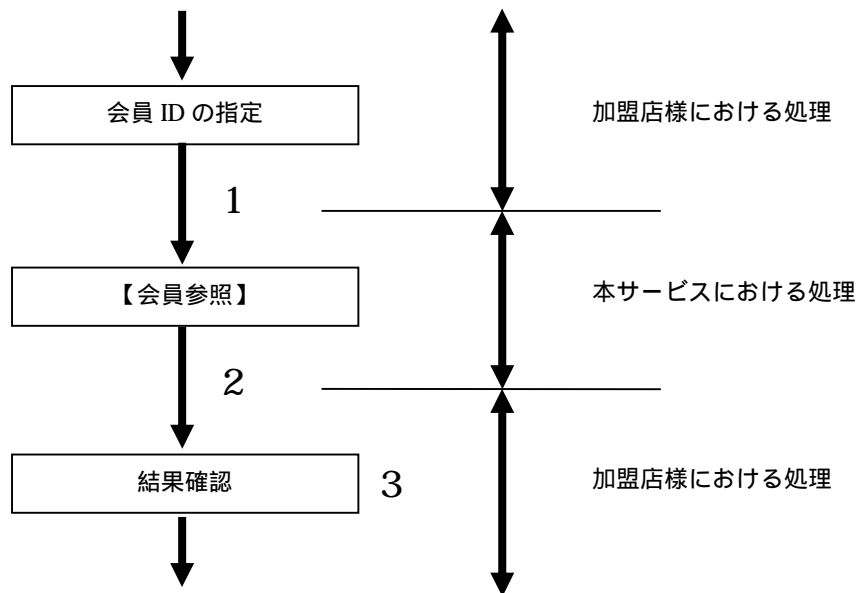 会員 ID の指定
加盟店様における処理
1
【会員参照】
本サービスにおける処理
2
結果確認
3
加盟店様における処理